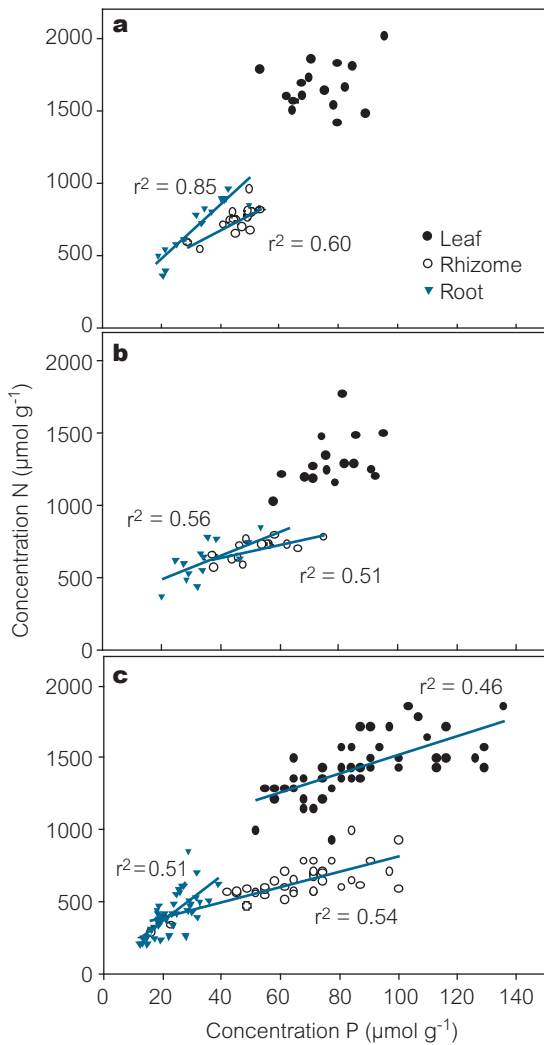 a
2000
1500
1000
500
0
r² = 0.85
r² = 0.60
Leaf
Rhizome
Root
b
2000
1500
1000
500
0
r² = 0.56
r² = 0.51
Concentration N (µmol g⁻¹)
c
2000
1500
1000
500
0
r² = 0.46
r² = 0.51
r² = 0.54
0 20 40 60 80 100 120 140
Concentration P (µmol g⁻¹)